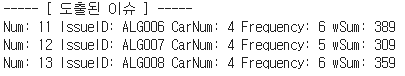 ----- [ 도출된 이슈 ] -----
Num: 11 IssueID: ALG006 CarNum: 4 Frequency: 6 wSum: 389
Num: 12 IssueID: ALG007 CarNum: 4 Frequency: 5 wSum: 309
Num: 13 IssueID: ALG008 CarNum: 4 Frequency: 6 wSum: 359